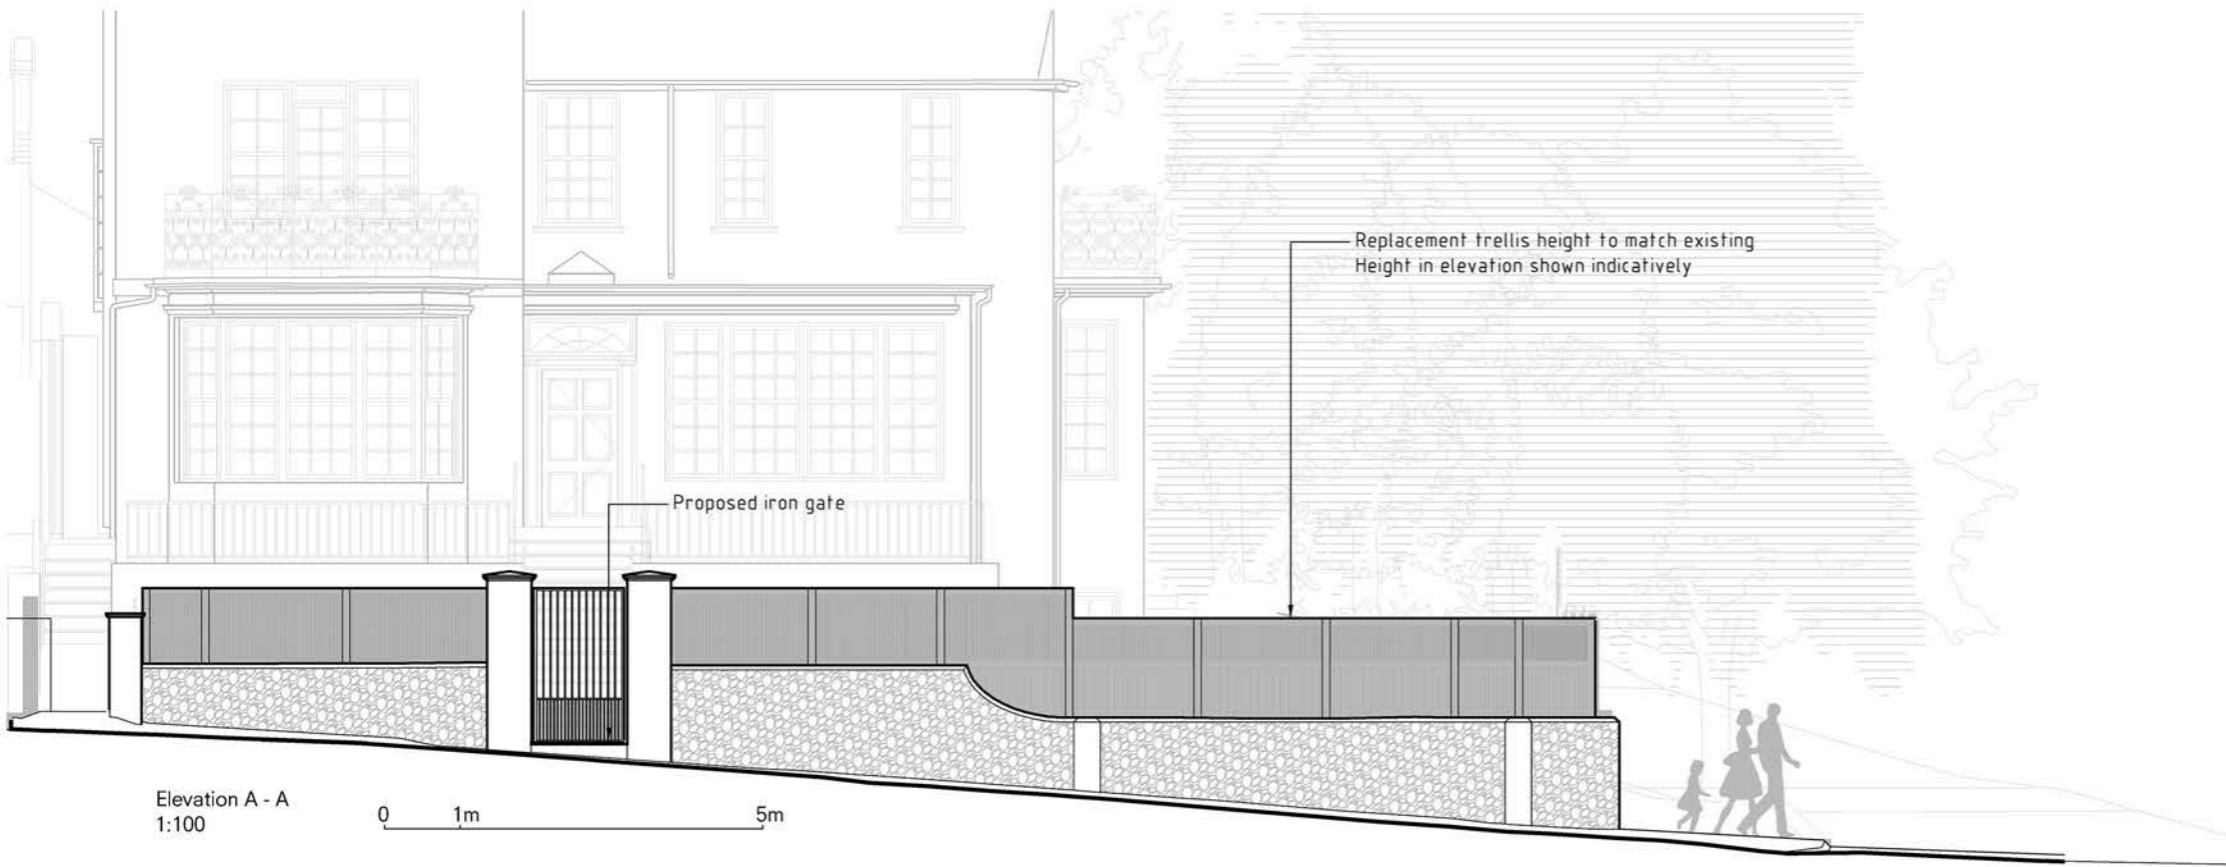 Replacement trellis height to match existing
Height in elevation shown indicatively
Proposed iron gate
Elevation A - A
1:100
0 1m 5m